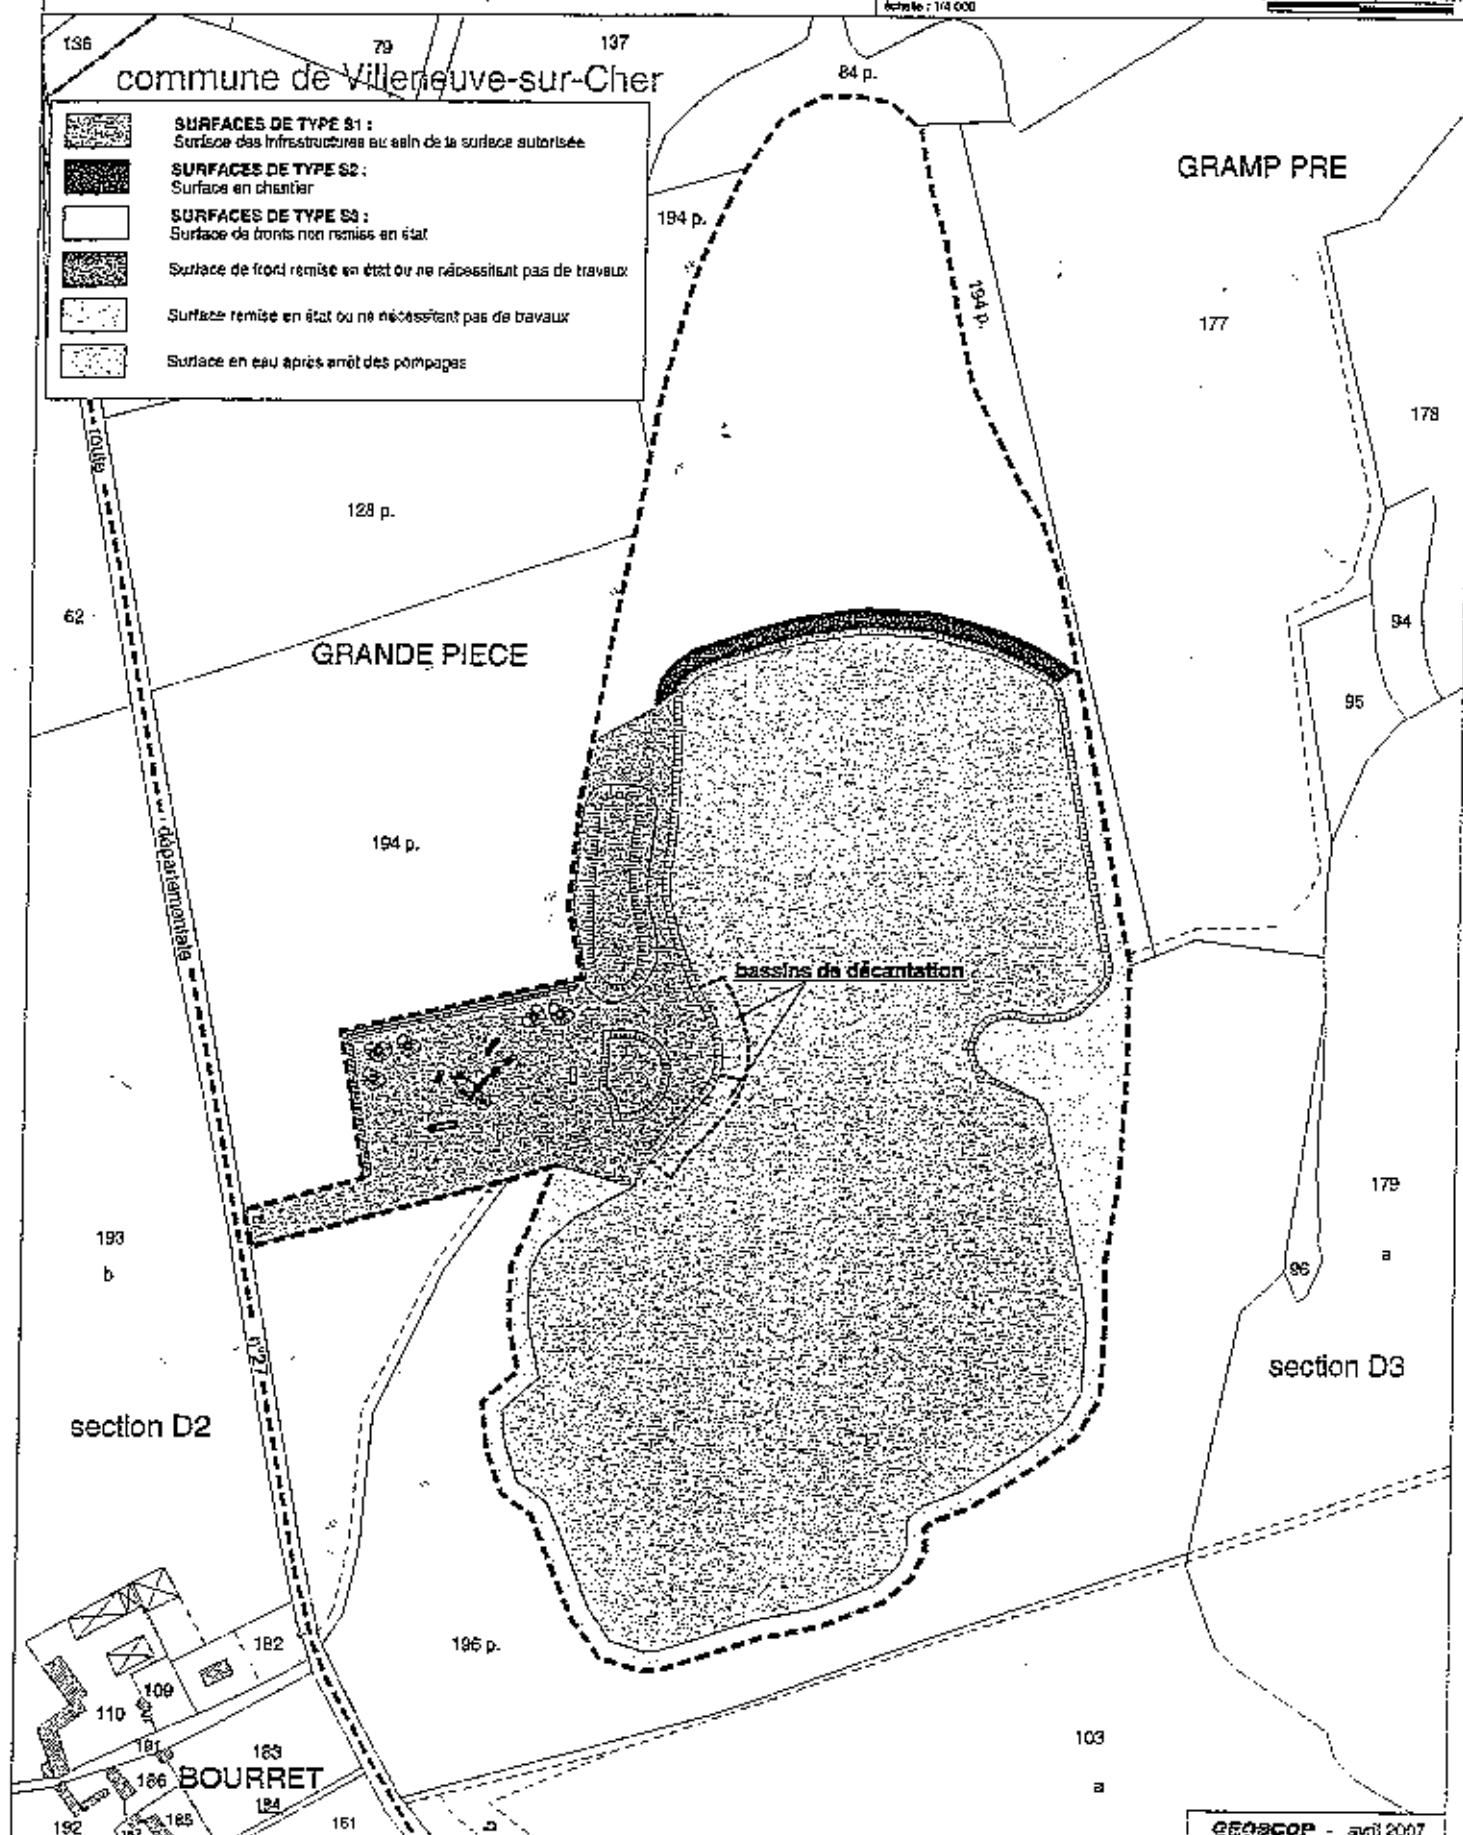 échelle : 1/4 000
136
79
137
84 p.
commune de Villeneuve-sur-Cher
SURFACES DE TYPE S1 :
Surface des infrastructures au sein de la surface autorisée
SURFACES DE TYPE S2 :
Surface en chantier
SURFACES DE TYPE S3 :
Surface de fronts non remise en état
Surface de front remise en état ou ne nécessitant pas de travaux
Surface remise en état ou ne nécessitant pas de travaux
Surface en eau après arrêt des pompages
GRAMP PRE
194 p.
194 p.
177
178
route
128 p.
62
94
GRANDE PIECE
95
194 p.
départementale
bassins de décantation
193
b
179
a
96
n°27
section D3
section D2
182
196 p.
109
110
103
181
183
BOURRET
186
184
a
185
192
161
GEOSCOP - avril 2007